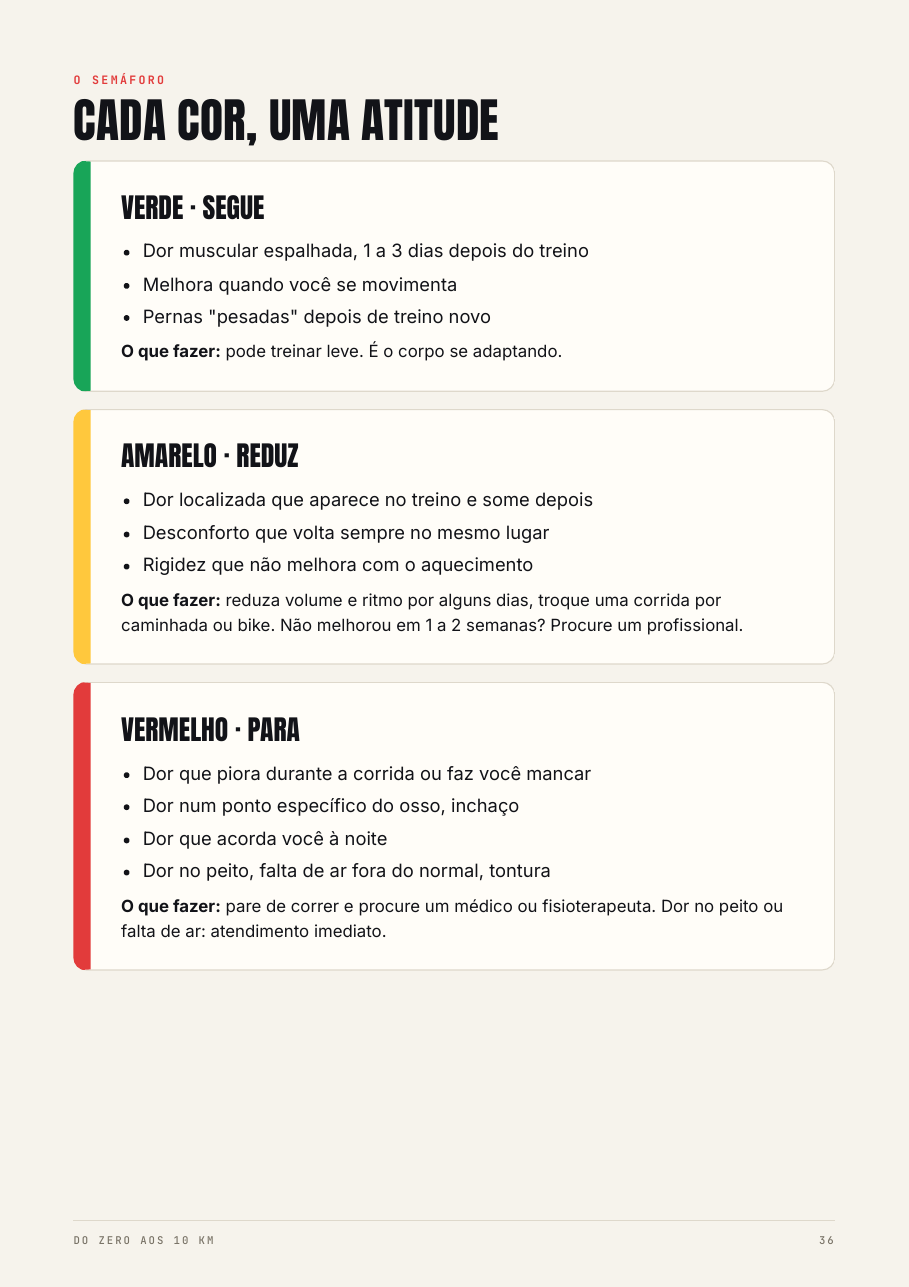 O SEMÁFORO
CADA COR, UMA ATITUDE
VERDE · SEGUE
• Dor muscular espalhada, 1 a 3 dias depois do treino
• Melhora quando você se movimenta
• Pernas "pesadas" depois de treino novo
O que fazer: pode treinar leve. É o corpo se adaptando.
AMARELO · REDUZ
• Dor localizada que aparece no treino e some depois
• Desconforto que volta sempre no mesmo lugar
• Rigidez que não melhora com o aquecimento
O que fazer: reduza volume e ritmo por alguns dias, troque uma corrida por
caminhada ou bike. Não melhorou em 1 a 2 semanas? Procure um profissional.
VERMELHO · PARA
• Dor que piora durante a corrida ou faz você mancar
• Dor num ponto específico do osso, inchaço
• Dor que acorda você à noite
• Dor no peito, falta de ar fora do normal, tontura
O que fazer: pare de correr e procure um médico ou fisioterapeuta. Dor no peito ou
falta de ar: atendimento imediato.
DO ZERO AOS 10 KM
36